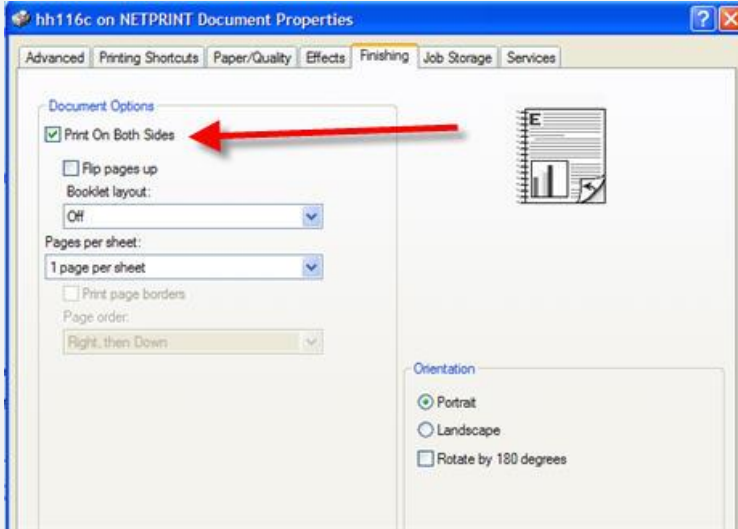 hh116c on NETPRINT Document Properties
Advanced Printing Shortcuts Paper/Quality Effects Finishing Job Storage Services
Document Options
Print On Both Sides
Flip pages up
Booklet layout:
Off
Pages per sheet:
1 page per sheet
Print page borders
Page order:
Right, then Down
E
Orientation
Portrait
Landscape
Rotate by 180 degrees